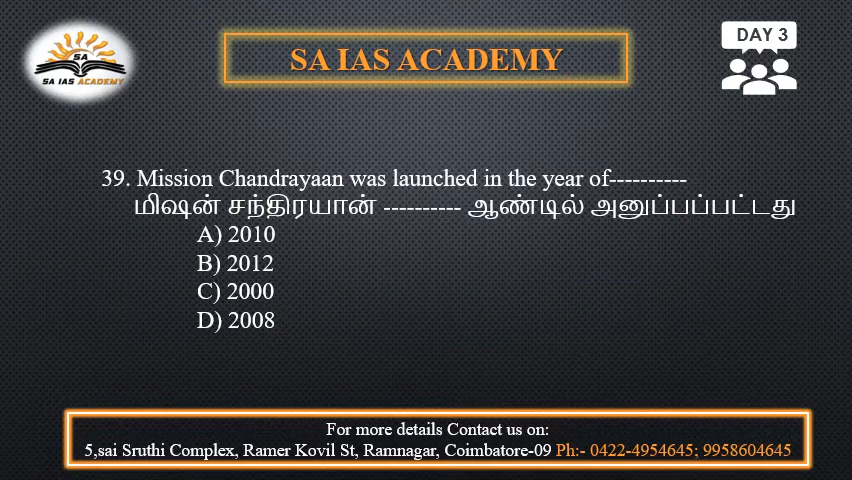 SA
SA IAS ACADEMY
SA IAS ACADEMY
DAY 3
39. Mission Chandrayaan was launched in the year of----------
மிஷன் சந்திரயான் ---------- ஆண்டில் அனுப்பப்பட்டது
A) 2010
B) 2012
C) 2000
D) 2008
For more details Contact us on:
5,sai Sruthi Complex, Ramer Kovil St, Ramnagar, Coimbatore-09 Ph:- 0422-4954645; 9958604645